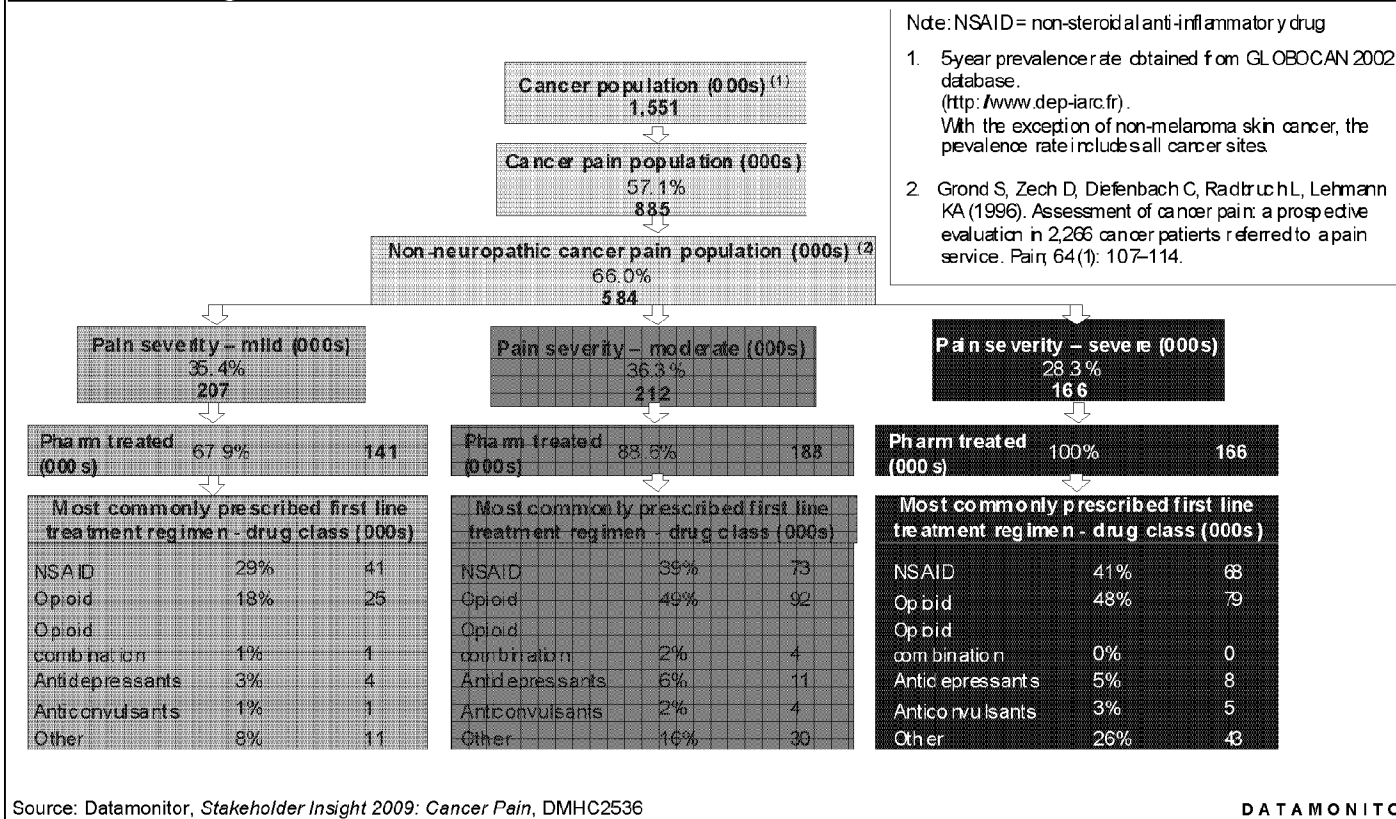 Note: NSAID = non-steroidal anti-inflammatory drug
1. 5-year prevalence rate obtained from GLOBOCAN 2002
database.
(http://www.dep-iarc.fr).
With the exception of non-melanoma skin cancer, the
prevalence rate includes all cancer sites.
2. Grond S, Zech D, Diefenbach C, Radbruch L, Lehmann
KA (1996). Assessment of cancer pain: a prospective
evaluation in 2,266 cancer patients referred to a pain
service. Pain; 64(1): 107–114.
Cancer population (000s) (1)
1,551
Cancer pain population (000s)
57.1%
885
Non-neuropathic cancer pain population (000s) (2)
66.0%
584
Pain severity – mild (000s)
35.4%
207
Pharm treated
(000s) 67.9% 141
Most commonly prescribed first line
treatment regimen - drug class (000s)
NSAID 29% 41
Opioid 18% 25
Opioid
combination 1% 1
Antidepressants 3% 4
Anticonvulsants 1% 1
Other 8% 11
Pain severity – moderate (000s)
36.3%
212
Pharm treated
(000s) 88.6% 188
Most commonly prescribed first line
treatment regimen - drug class (000s)
NSAID 39% 73
Opioid 49% 92
Opioid
combination 2% 4
Antidepressants 6% 11
Anticonvulsants 2% 4
Other 16% 30
Pain severity – severe (000s)
28.3%
166
Pharm treated
(000s) 100% 166
Most commonly prescribed first line
treatment regimen - drug class (000s)
NSAID 41% 68
Opioid 48% 79
Opioid
combination 0% 0
Antidepressants 5% 8
Anticonvulsants 3% 5
Other 26% 43
Source: Datamonitor, Stakeholder Insight 2009: Cancer Pain, DMHC2536
DATAMONITO